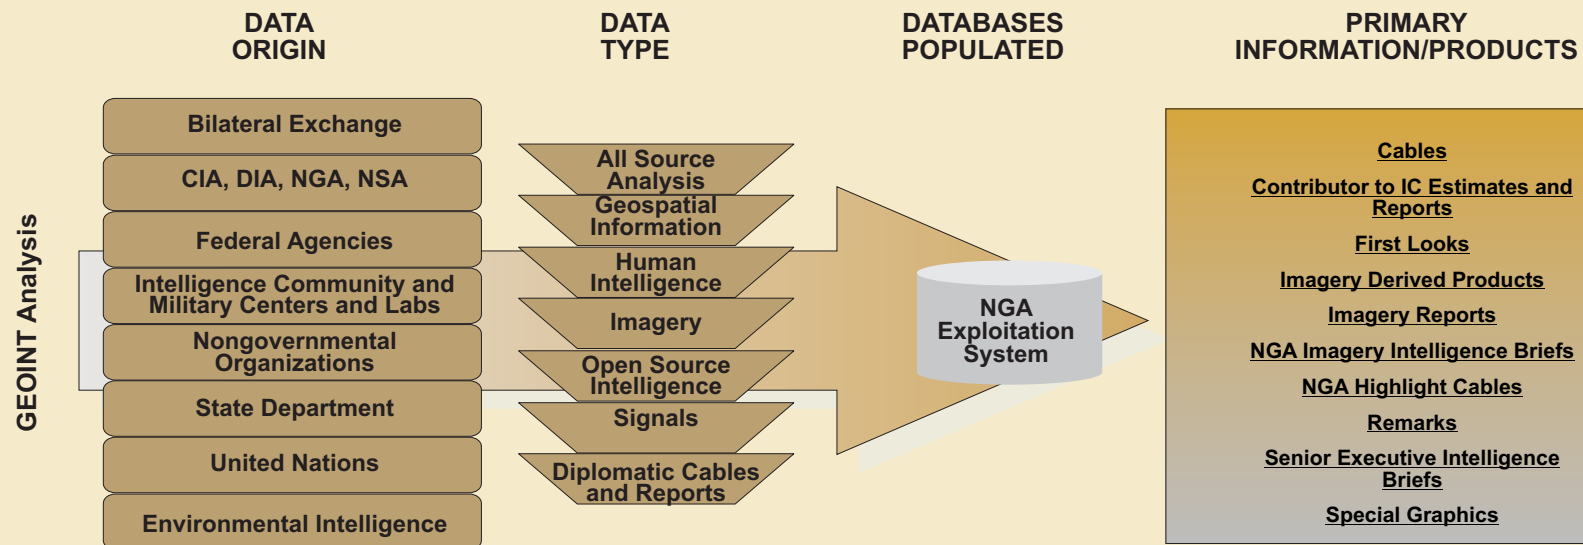 DATA
ORIGIN
DATA
TYPE
DATABASES
POPULATED
PRIMARY
INFORMATION/PRODUCTS
GEOINT Analysis
Bilateral Exchange
CIA, DIA, NGA, NSA
Federal Agencies
Intelligence Community and
Military Centers and Labs
Nongovernmental
Organizations
State Department
United Nations
Environmental Intelligence
All Source
Analysis
Geospatial
Information
Human
Intelligence
Imagery
Open Source
Intelligence
Signals
Diplomatic Cables
and Reports
NGA
Exploitation
System
Cables
Contributor to IC Estimates and
Reports
First Looks
Imagery Derived Products
Imagery Reports
NGA Imagery Intelligence Briefs
NGA Highlight Cables
Remarks
Senior Executive Intelligence
Briefs
Special Graphics